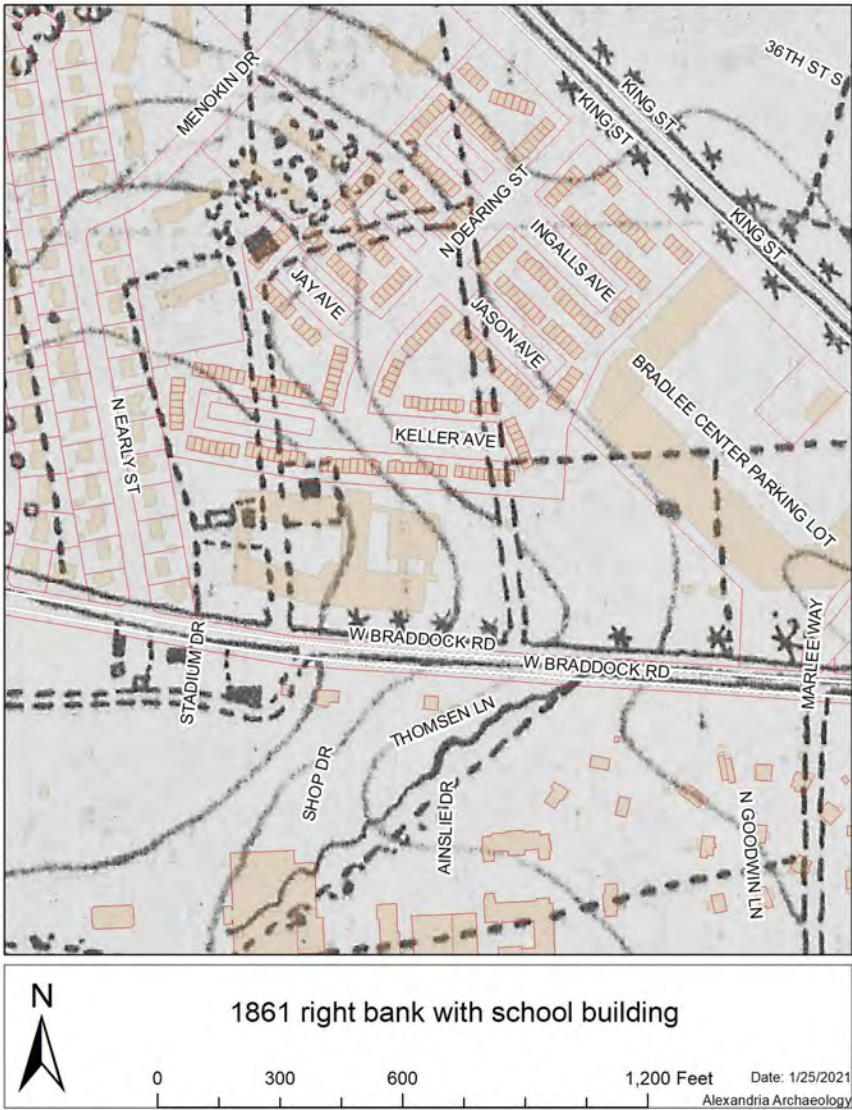 36TH ST S
MENOKIN DR
KING ST
KING ST
KING ST
N DEARING ST
INGALLS AVE
JAY AVE
JASON AVE
BRADLEE CENTER PARKING LOT
N EARLY ST
KELLER AVE
W BRADDOCK RD
W BRADDOCK RD
STADIUM DR
MARLEE WAY
THOMSEN LN
SHOP DR
AINSLIE DR
N GOODWIN LN
N
1861 right bank with school building
0 300 600 1,200 Feet
Date: 1/25/2021
Alexandria Archaeology